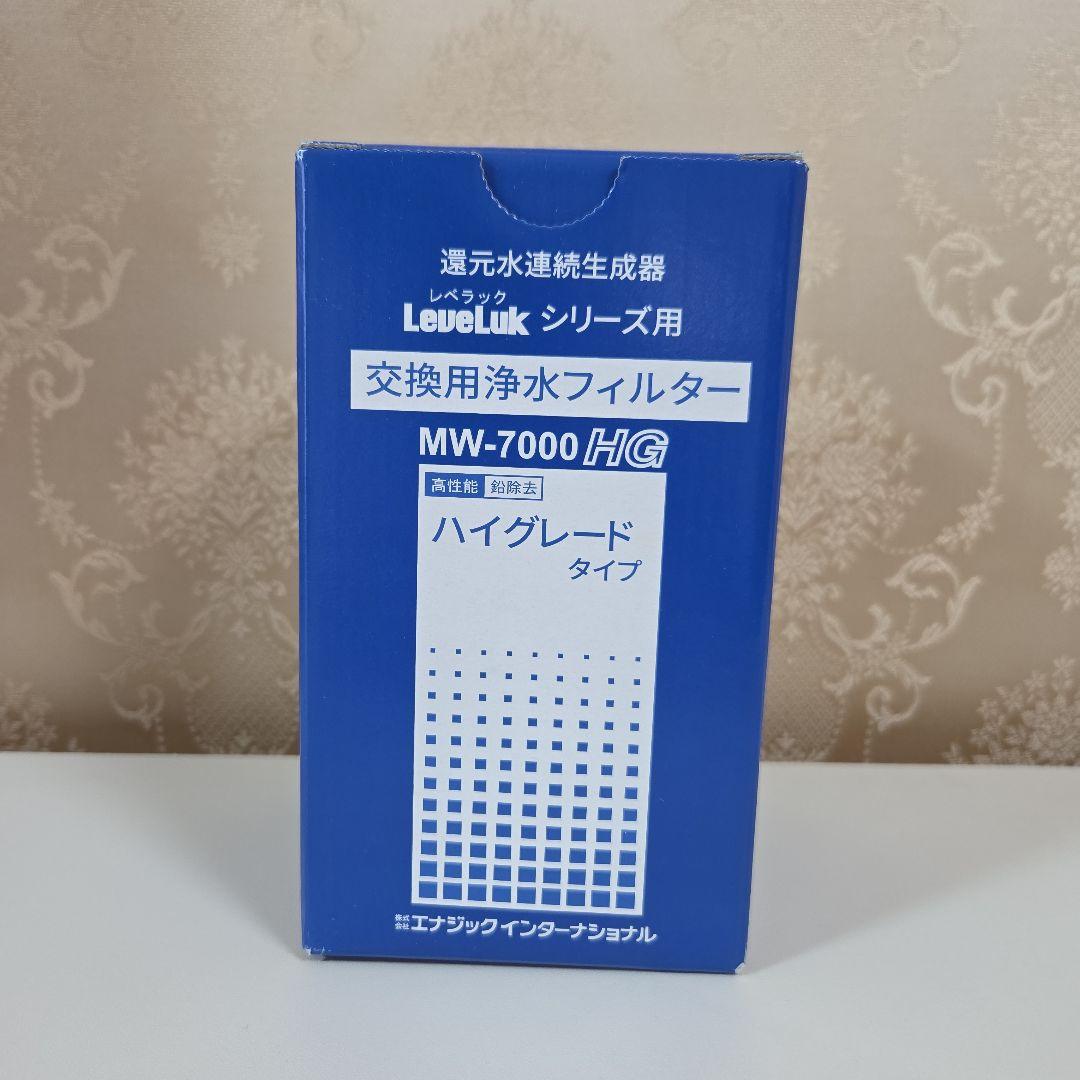 還元水連続生成器
レベラック
LeveLuk シリーズ用
交換用浄水フィルター
MW-7000 HG
高性能 鉛除去
ハイグレード
タイプ
株式会社 エナジックインターナショナル